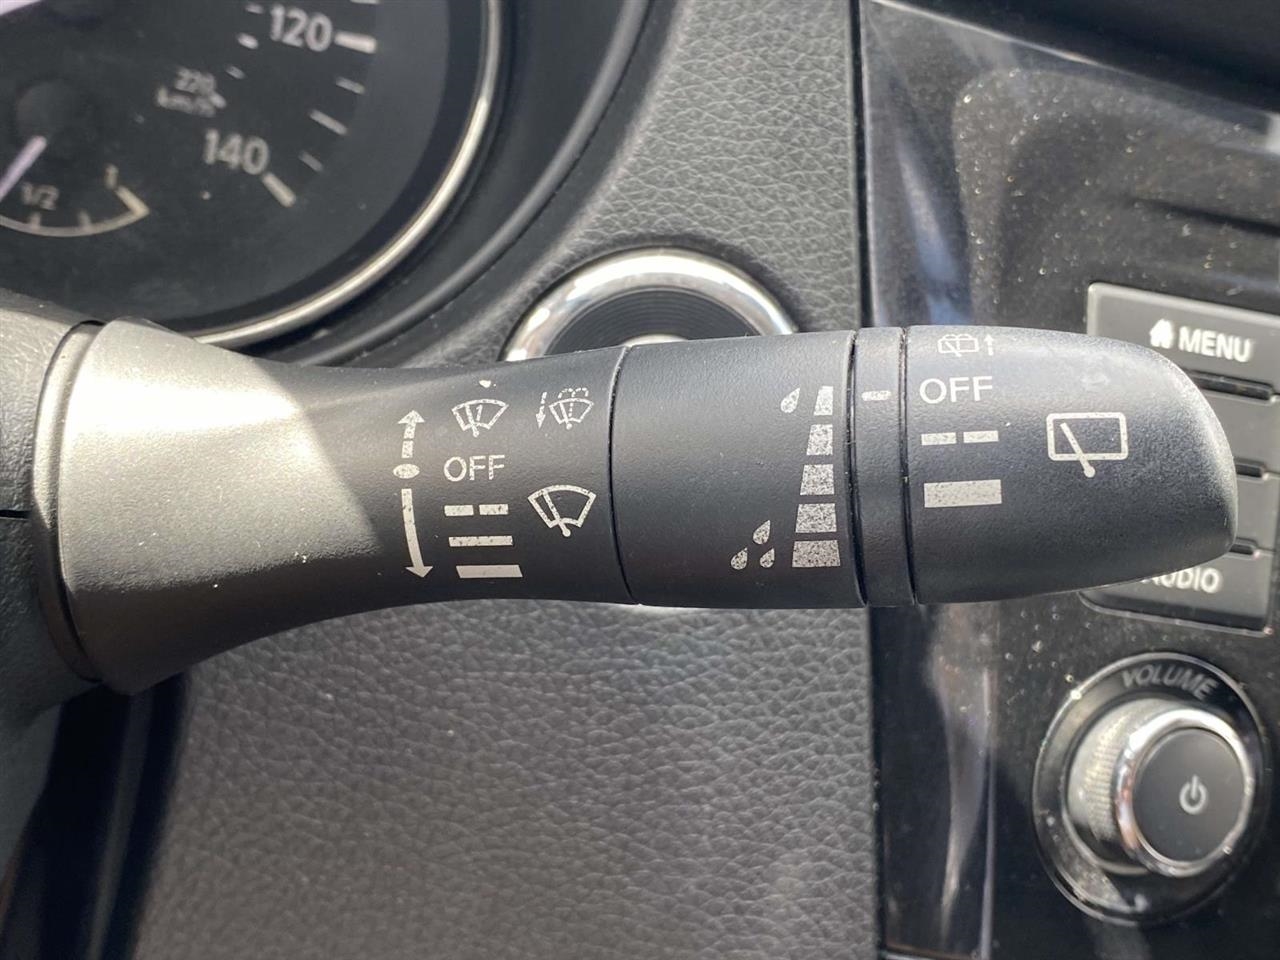 120
220
km/h
140
1/2
1
MENU
OFF
OFF
AUDIO
VOLUME